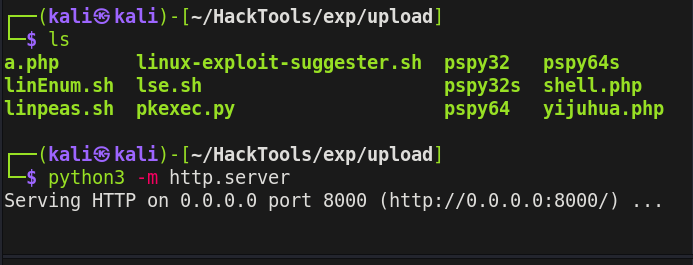 ┌──(kali㉿kali)-[~/HackTools/exp/upload]
└─$ ls
a.php       linux-exploit-suggester.sh  pspy32   pspy64s
linEnum.sh  lse.sh                      pspy32s  shell.php
linpeas.sh  pkexec.py                   pspy64   yijuhua.php
┌──(kali㉿kali)-[~/HackTools/exp/upload]
└─$ python3 -m http.server
Serving HTTP on 0.0.0.0 port 8000 (http://0.0.0.0:8000/) ...